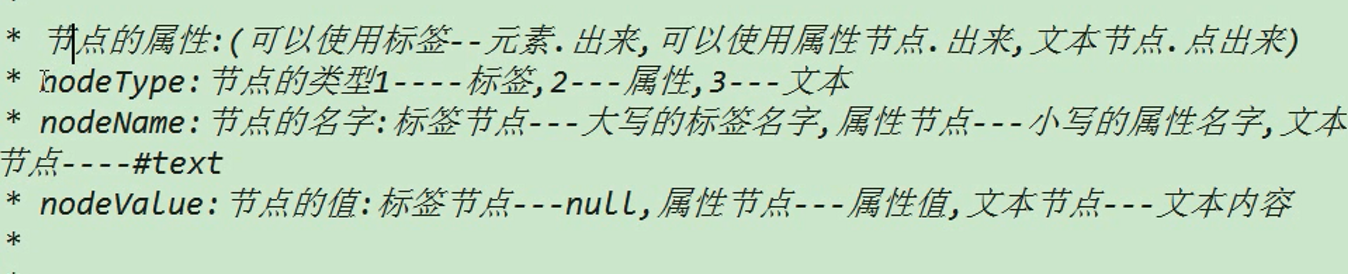 * 节点的属性:(可以使用标签--元素.出来,可以使用属性节点.出来,文本节点.点出来)
* nodeType:节点的类型1----标签,2---属性,3---文本
* nodeName:节点的名字:标签节点---大写的标签名字,属性节点---小写的属性名字,文本
节点----#text
* nodeValue:节点的值:标签节点---null,属性节点---属性值,文本节点---文本内容
*